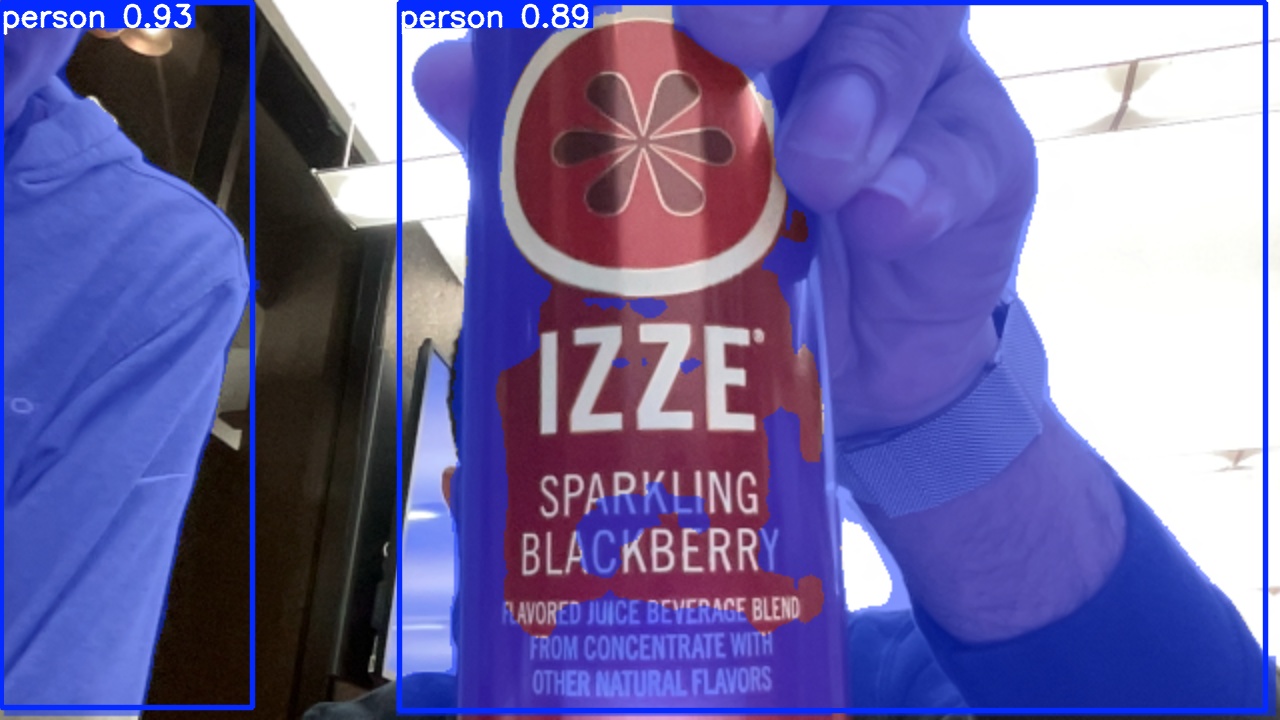 person 0.93
person 0.89
IZZE®
SPARKLING
BLACKBERRY
FLAVORED JUICE BEVERAGE BLEND
FROM CONCENTRATE WITH
OTHER NATURAL FLAVORS